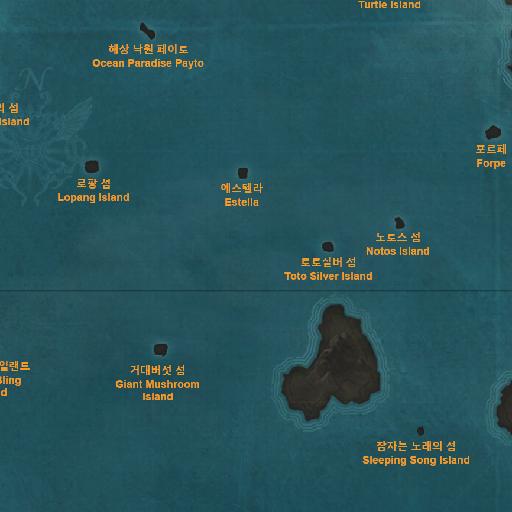 Turtle Island
해상 낙원 페이토
Ocean Paradise Payto
섬
Island
포르페
Forpe
로팡 섬
Lopang Island
에스텔라
Estella
노토스 섬
Notos Island
토토실버 섬
Toto Silver Island
거대버섯 섬
Giant Mushroom
Island
잠자는 노래의 섬
Sleeping Song Island